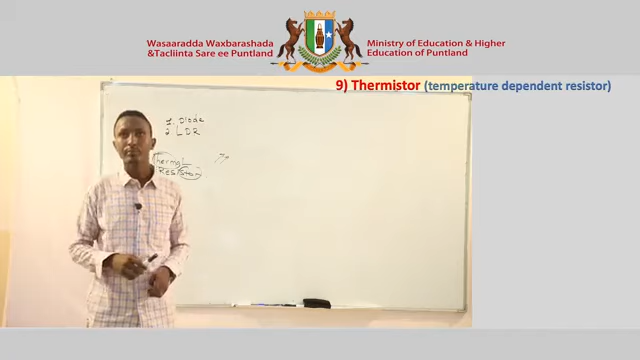 Wasaaradda Waxbarashada
&Tacliinta Sare ee Puntland
Ministry of Education & Higher
Education of Puntland
9) Thermistor (temperature dependent resistor)
1. Diode
2 LDR
thermal
Resistor